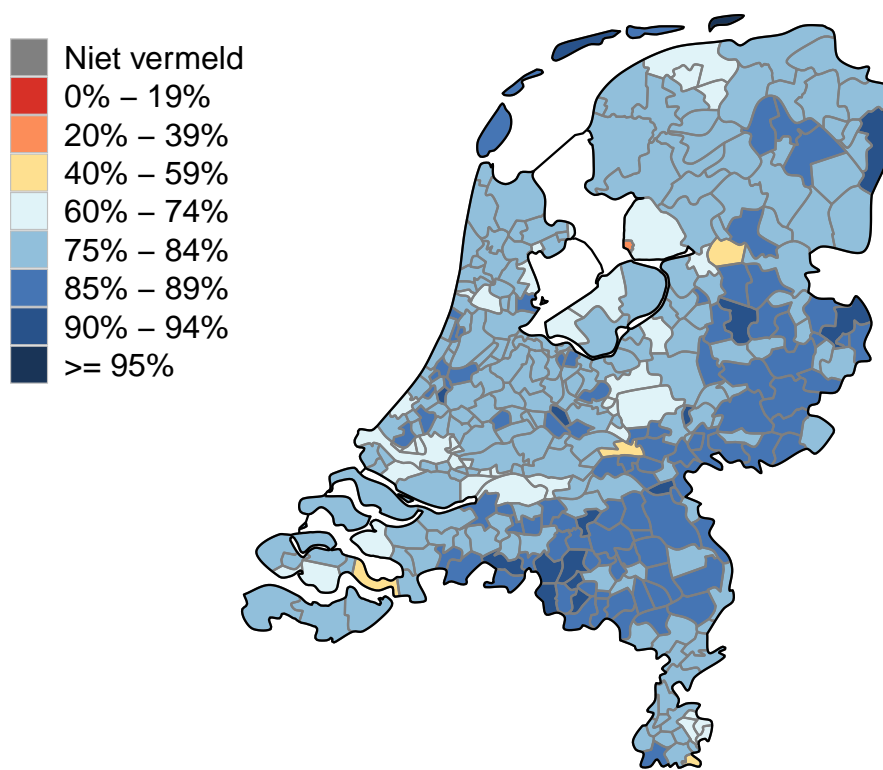 Niet vermeld
0% – 19%
20% – 39%
40% – 59%
60% – 74%
75% – 84%
85% – 89%
90% – 94%
>= 95%